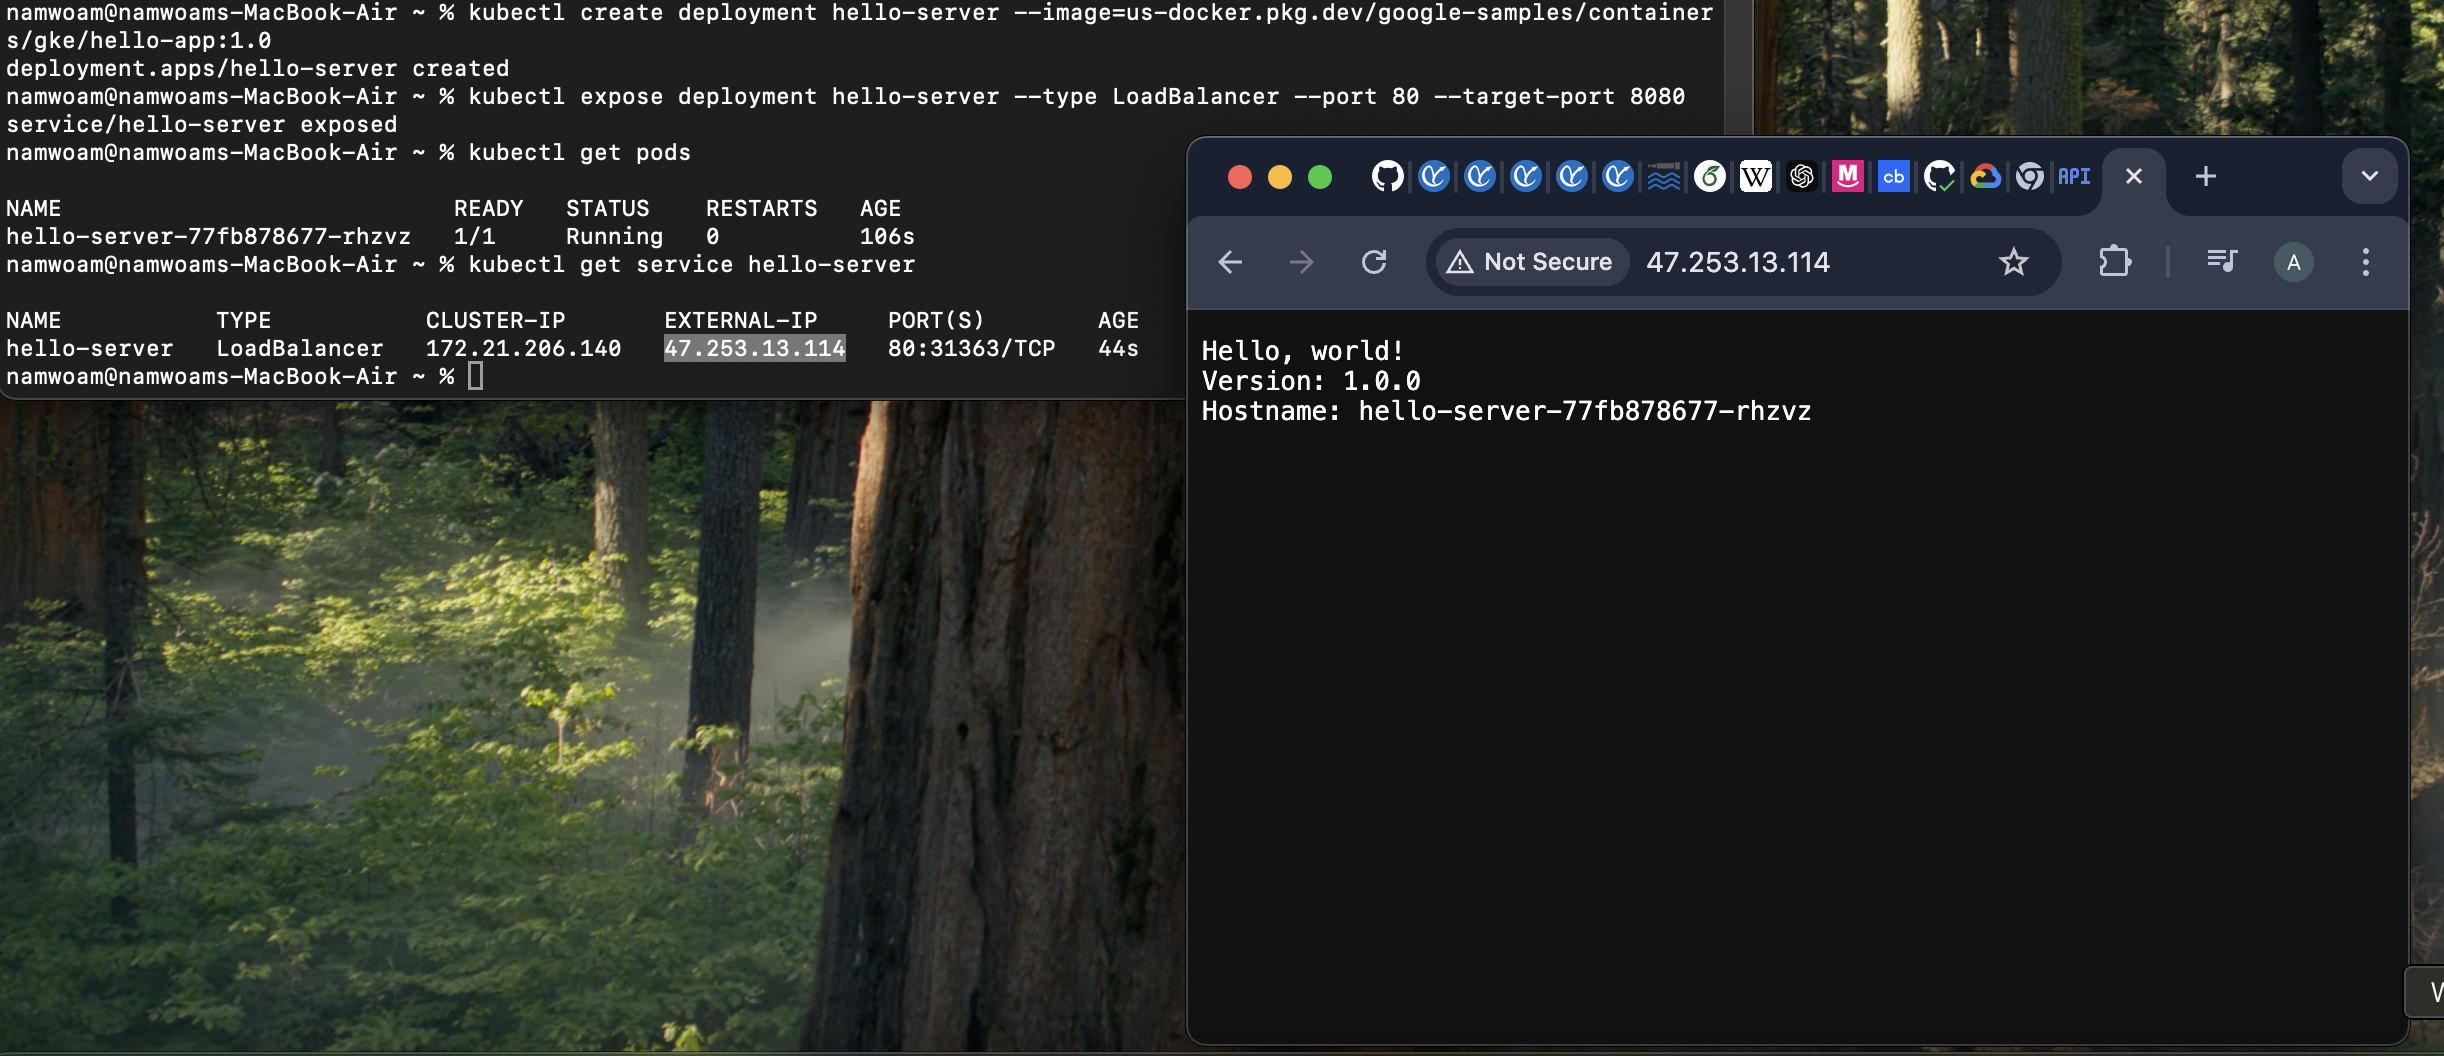 namwoam@namwoams-MacBook-Air ~ % kubectl create deployment hello-server --image=us-docker.pkg.dev/google-samples/container
s/gke/hello-app:1.0
deployment.apps/hello-server created
namwoam@namwoams-MacBook-Air ~ % kubectl expose deployment hello-server --type LoadBalancer --port 80 --target-port 8080
service/hello-server exposed
namwoam@namwoams-MacBook-Air ~ % kubectl get pods
NAME READY STATUS RESTARTS AGE
hello-server-77fb878677-rhzvz 1/1 Running 0 106s
namwoam@namwoams-MacBook-Air ~ % kubectl get service hello-server
NAME TYPE CLUSTER-IP EXTERNAL-IP PORT(S) AGE
hello-server LoadBalancer 172.21.206.140 47.253.13.114 80:31363/TCP 44s
namwoam@namwoams-MacBook-Air ~ %
W M cb API
Not Secure 47.253.13.114 A
Hello, world!
Version: 1.0.0
Hostname: hello-server-77fb878677-rhzvz